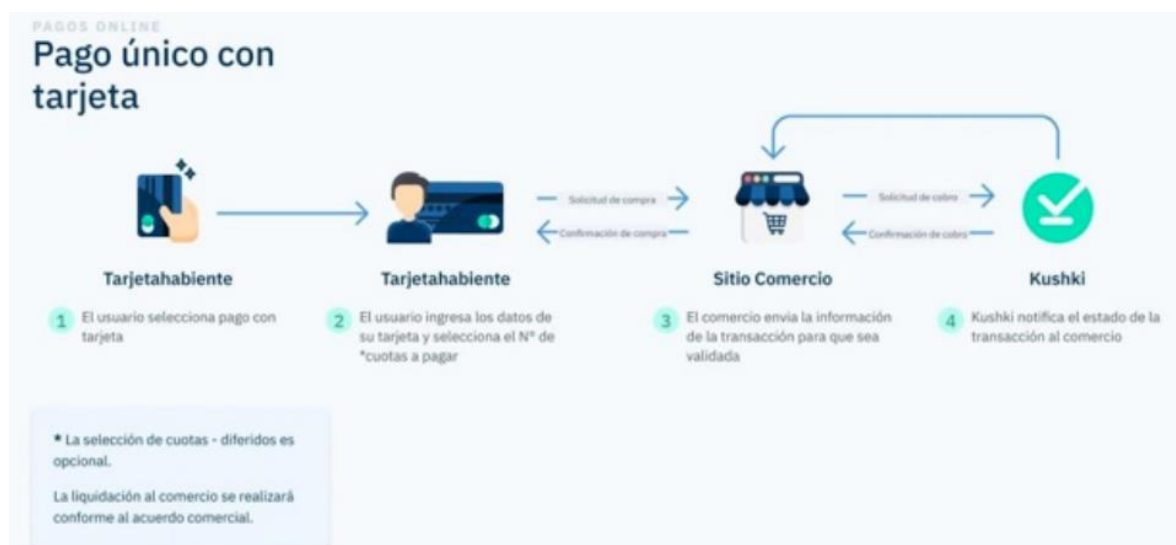 PAGOS ONLINE
Pago único con
tarjeta
Solicitud de compra
Confirmación de compra
Solicitud de cobro
Confirmación de cobro
Tarjetahabiente
Tarjetahabiente
Sitio Comercio
Kushki
1 El usuario selecciona pago con
tarjeta
2 El usuario ingresa los datos de
su tarjeta y selecciona el N° de
*cuotas a pagar
3 El comercio envia la información
de la transacción para que sea
validada
4 Kushki notifica el estado de la
transacción al comercio
* La selección de cuotas - diferidos es
opcional.
La liquidación al comercio se realizará
conforme al acuerdo comercial.